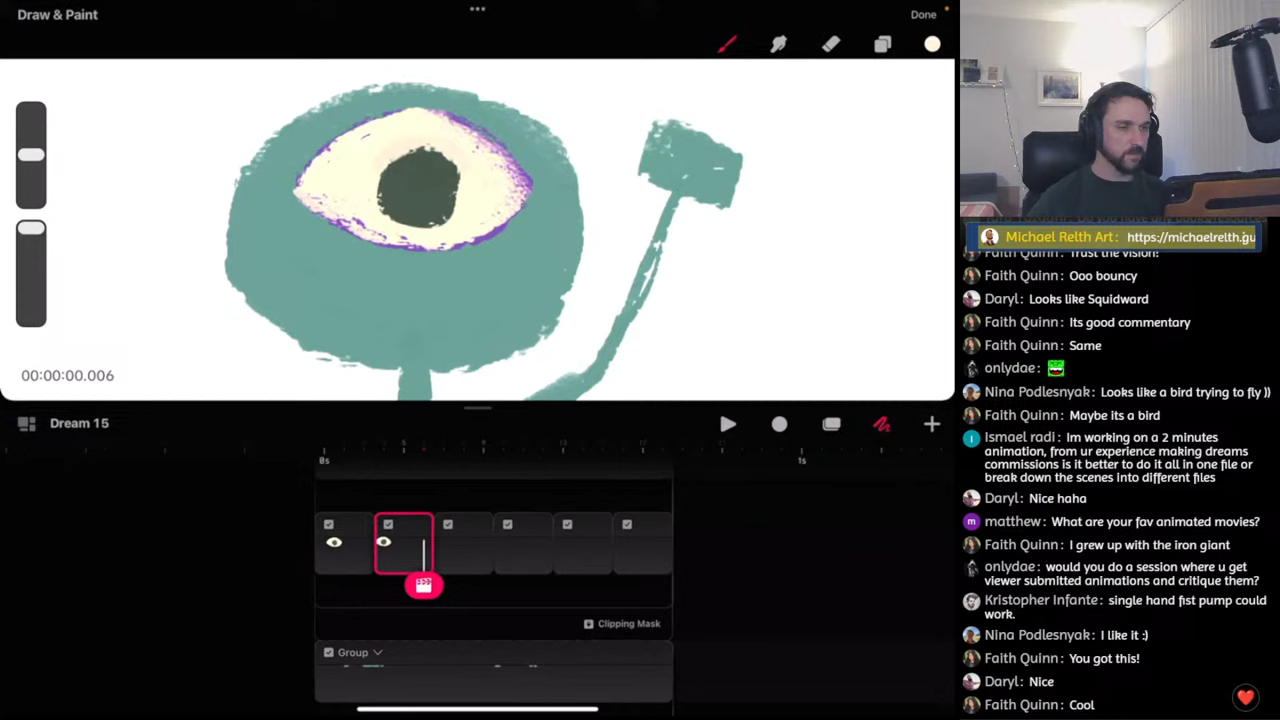 Draw & Paint
Done
00:00:00.006
Dream 15
0s
1s
Clipping Mask
Group
Michael Relth Art: https://michaelrelth.gu
Faith Quinn: Trust the vision!
Faith Quinn: Ooo bouncy
Daryl: Looks like Squidward
Faith Quinn: Its good commentary
Faith Quinn: Same
onlydae:
Nina Podlesnyak: Looks like a bird trying to fly ))
Faith Quinn: Maybe its a bird
Ismael radi: Im working on a 2 minutes
animation, from ur experience making dreams
commissions is it better to do it all in one file or
break down the scenes into different files
Daryl: Nice haha
matthew: What are your fav animated movies?
Faith Quinn: I grew up with the iron giant
onlydae: would you do a session where u get
viewer submitted animations and critique them?
Kristopher Infante: single hand fist pump could
work.
Nina Podlesnyak: I like it :)
Faith Quinn: You got this!
Daryl: Nice
Faith Quinn: Cool